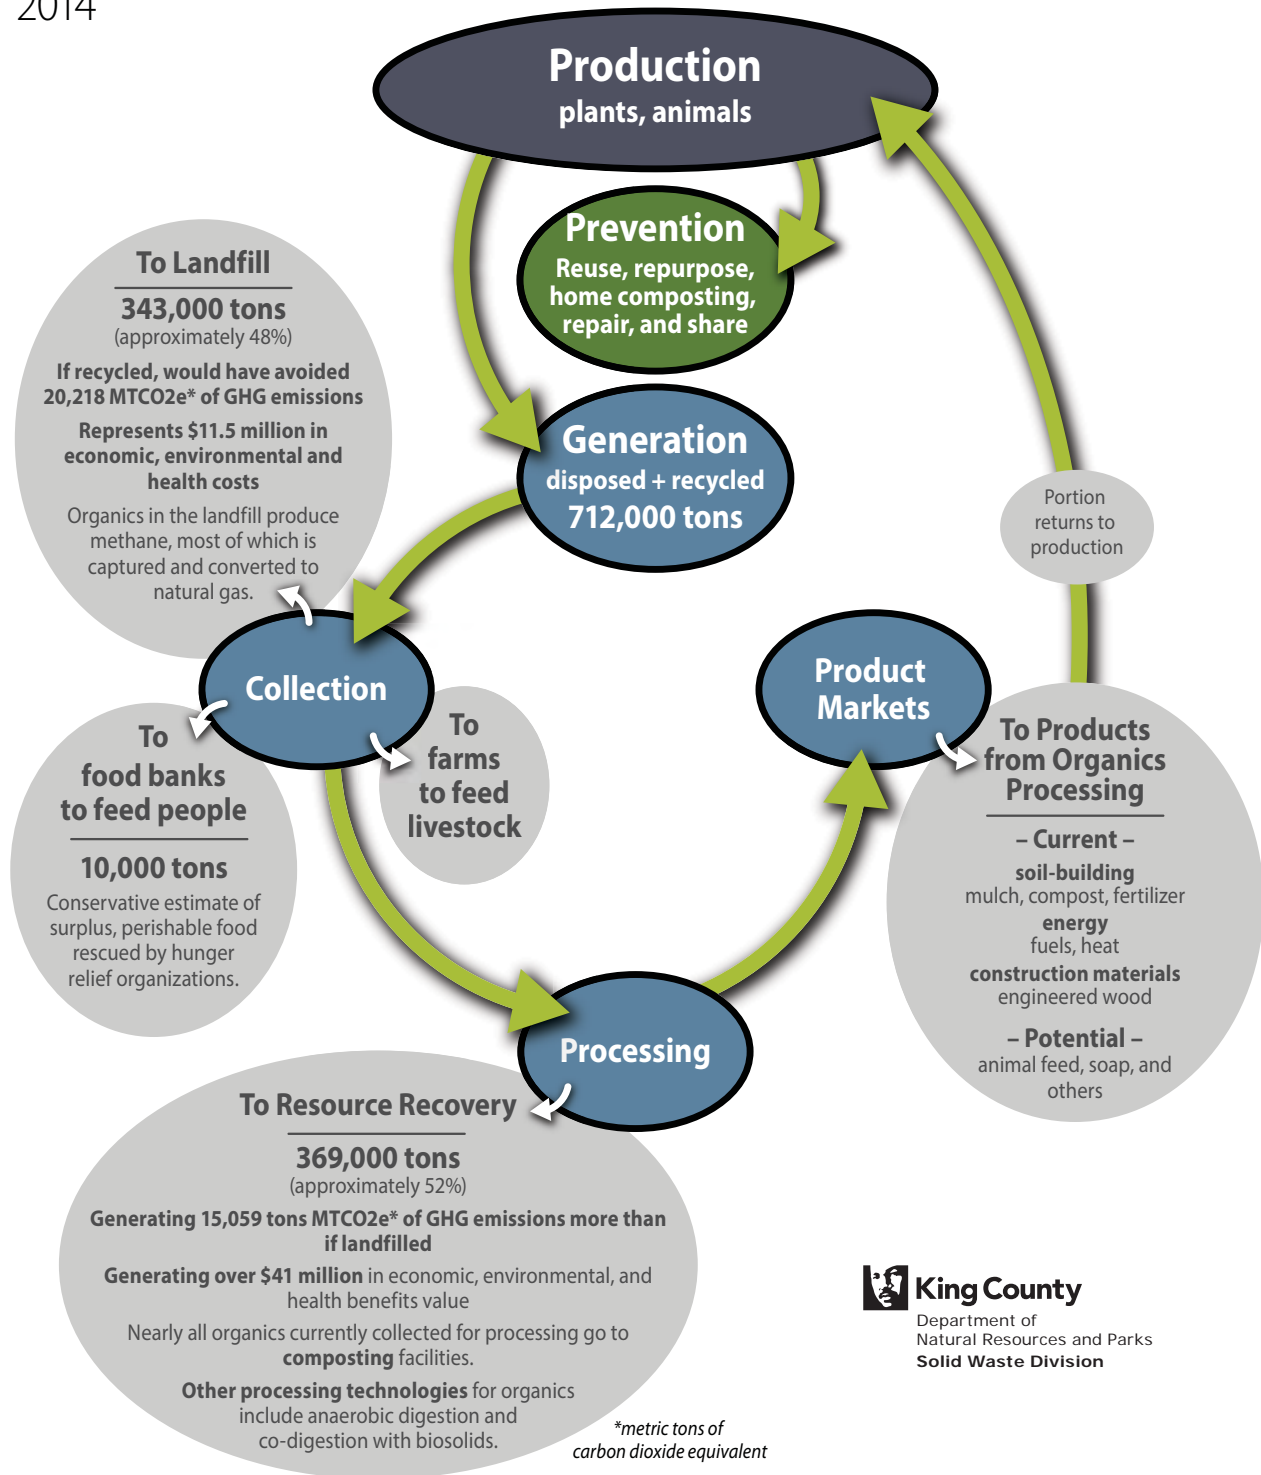 2014
Production
plants, animals
Prevention
Reuse, repurpose,
home composting,
repair, and share
To Landfill
343,000 tons
(approximately 48%)
If recycled, would have avoided
20,218 MTCO2e* of GHG emissions
Represents $11.5 million in
economic, environmental and
health costs
Organics in the landfill produce
methane, most of which is
captured and converted to
natural gas.
Generation
disposed + recycled
712,000 tons
Portion
returns to
production
Collection
Product
Markets
To
food banks
to feed people
10,000 tons
Conservative estimate of
surplus, perishable food
rescued by hunger
relief organizations.
To
farms
to feed
livestock
To Products
from Organics
Processing
– Current –
soil-building
mulch, compost, fertilizer
energy
fuels, heat
construction materials
engineered wood
– Potential –
animal feed, soap, and
others
Processing
To Resource Recovery
369,000 tons
(approximately 52%)
Generating 15,059 tons MTCO2e* of GHG emissions more than
if landfilled
Generating over $41 million in economic, environmental, and
health benefits value
Nearly all organics currently collected for processing go to
composting facilities.
Other processing technologies for organics
include anaerobic digestion and
co-digestion with biosolids.
*metric tons of
carbon dioxide equivalent
King County
Department of
Natural Resources and Parks
Solid Waste Division